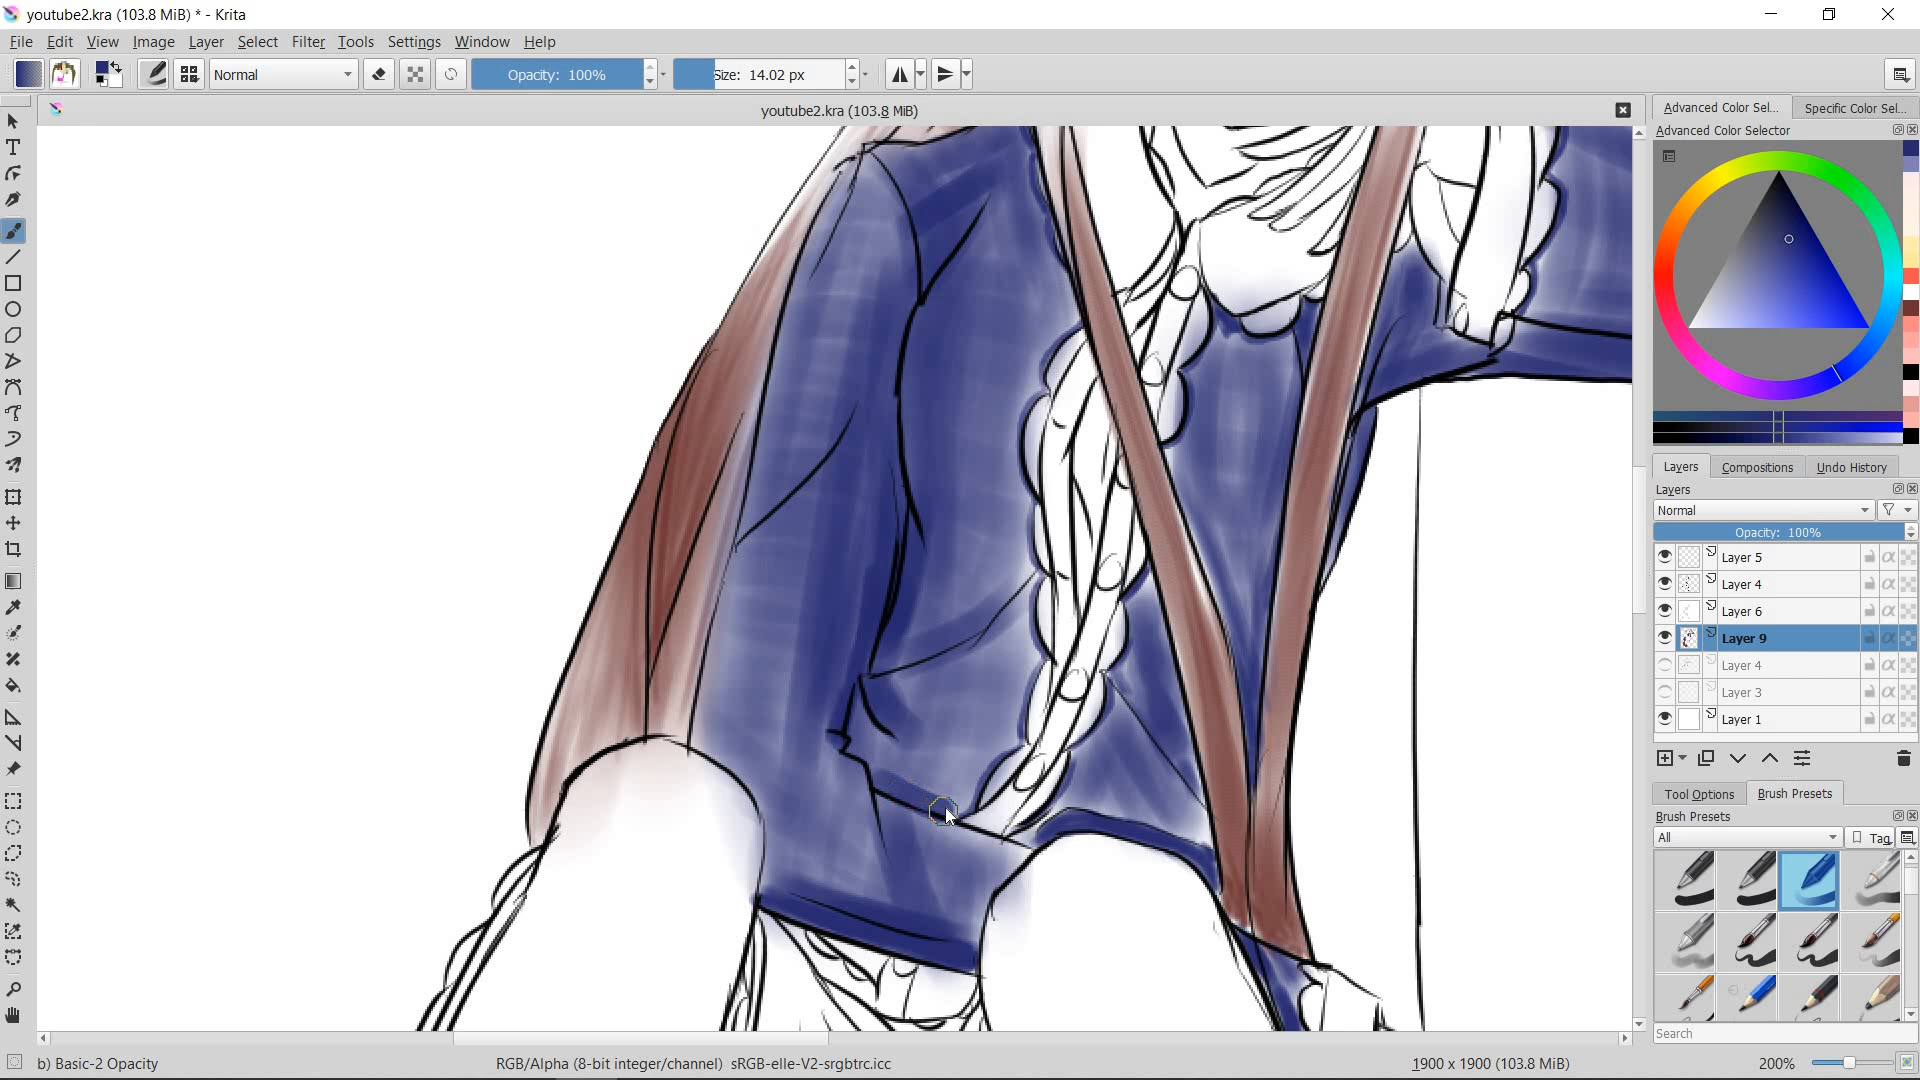 youtube2.kra (103.8 MiB) * - Krita
File Edit View Image Layer Select Filter Tools Settings Window Help
Normal Opacity: 100% Size: 14.02 px
youtube2.kra (103.8 MiB)
Advanced Color Sel... Specific Color Sel...
Advanced Color Selector
Layers Compositions Undo History
Layers
Normal
Opacity: 100%
Layer 5
Layer 4
Layer 6
Layer 9
Layer 4
Layer 3
Layer 1
Tool Options Brush Presets
Brush Presets
All Tag
Search
b) Basic-2 Opacity RGB/Alpha (8-bit integer/channel) sRGB-elle-V2-srgbtrc.icc 1900 x 1900 (103.8 MiB) 200%